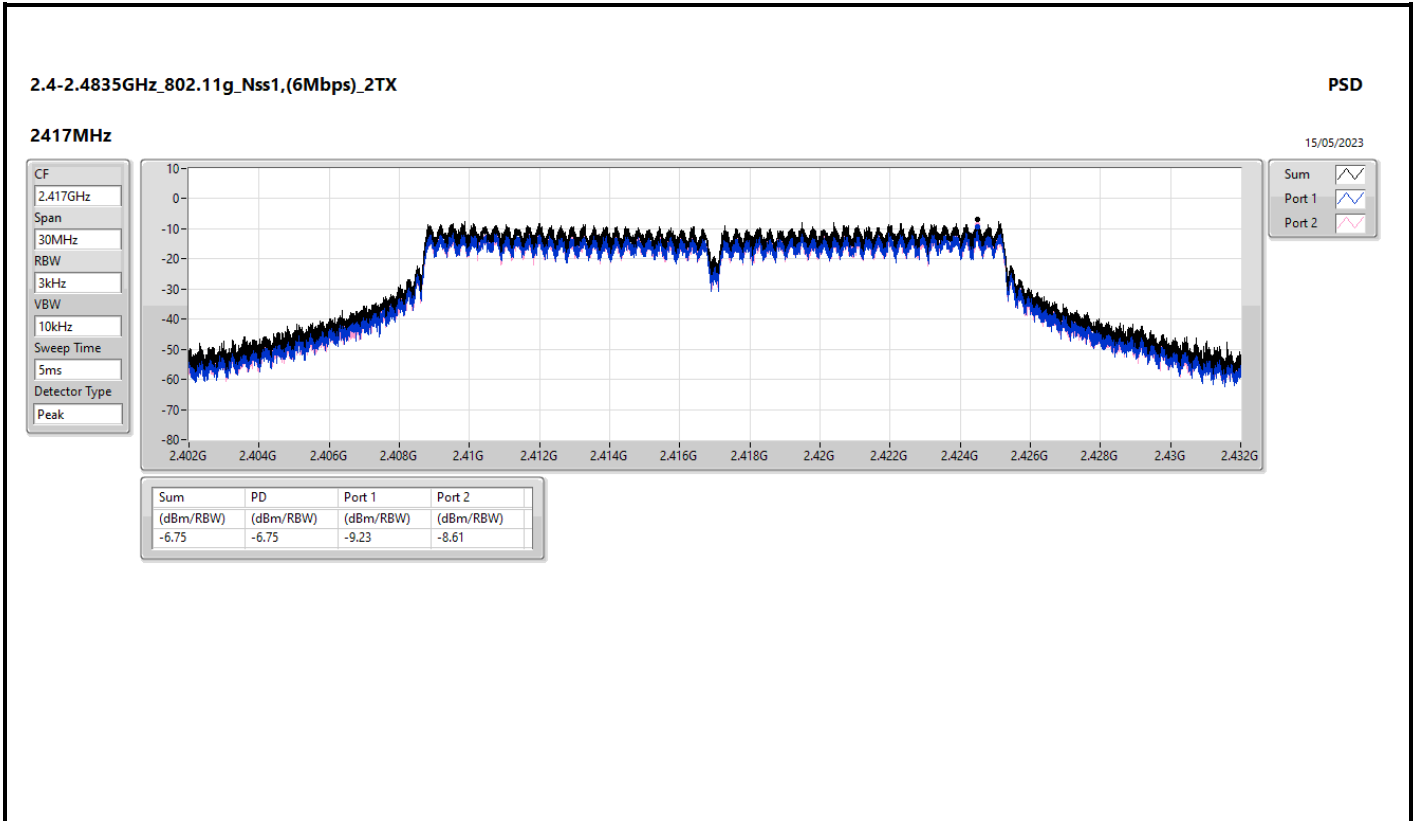 2.4-2.4835GHz_802.11g_Nss1,(6Mbps)_2TX
PSD
2417MHz
15/05/2023
CF
2.417GHz
Span
30MHz
RBW
3kHz
VBW
10kHz
Sweep Time
5ms
Detector Type
Peak
10
0
-10
-20
-30
-40
-50
-60
-70
-80
2.402G 2.404G 2.406G 2.408G 2.41G 2.412G 2.414G 2.416G 2.418G 2.42G 2.422G 2.424G 2.426G 2.428G 2.43G 2.432G
Sum
Port 1
Port 2
Sum PD Port 1 Port 2
(dBm/RBW) (dBm/RBW) (dBm/RBW) (dBm/RBW)
-6.75 -6.75 -9.23 -8.61